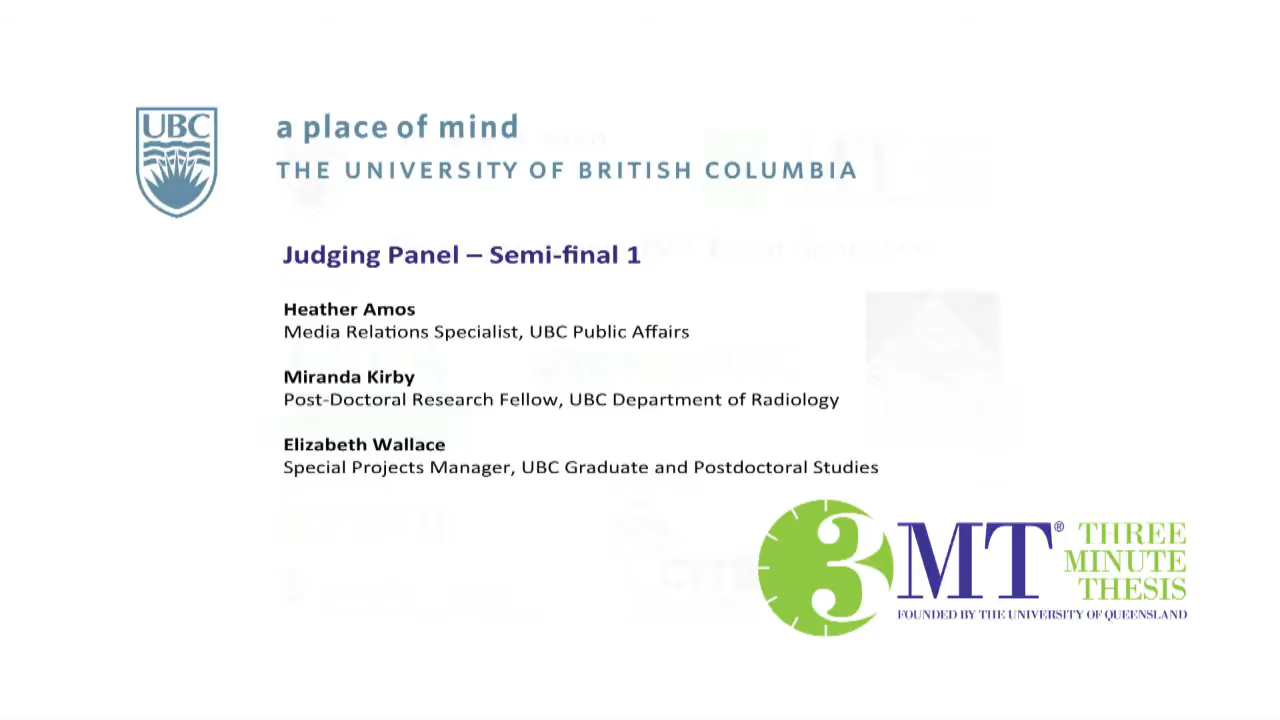 UBC
a place of mind
THE UNIVERSITY OF BRITISH COLUMBIA
Judging Panel – Semi-final 1
Heather Amos
Media Relations Specialist, UBC Public Affairs
Miranda Kirby
Post-Doctoral Research Fellow, UBC Department of Radiology
Elizabeth Wallace
Special Projects Manager, UBC Graduate and Postdoctoral Studies
3MT® THREE
MINUTE
THESIS
FOUNDED BY THE UNIVERSITY OF QUEENSLAND